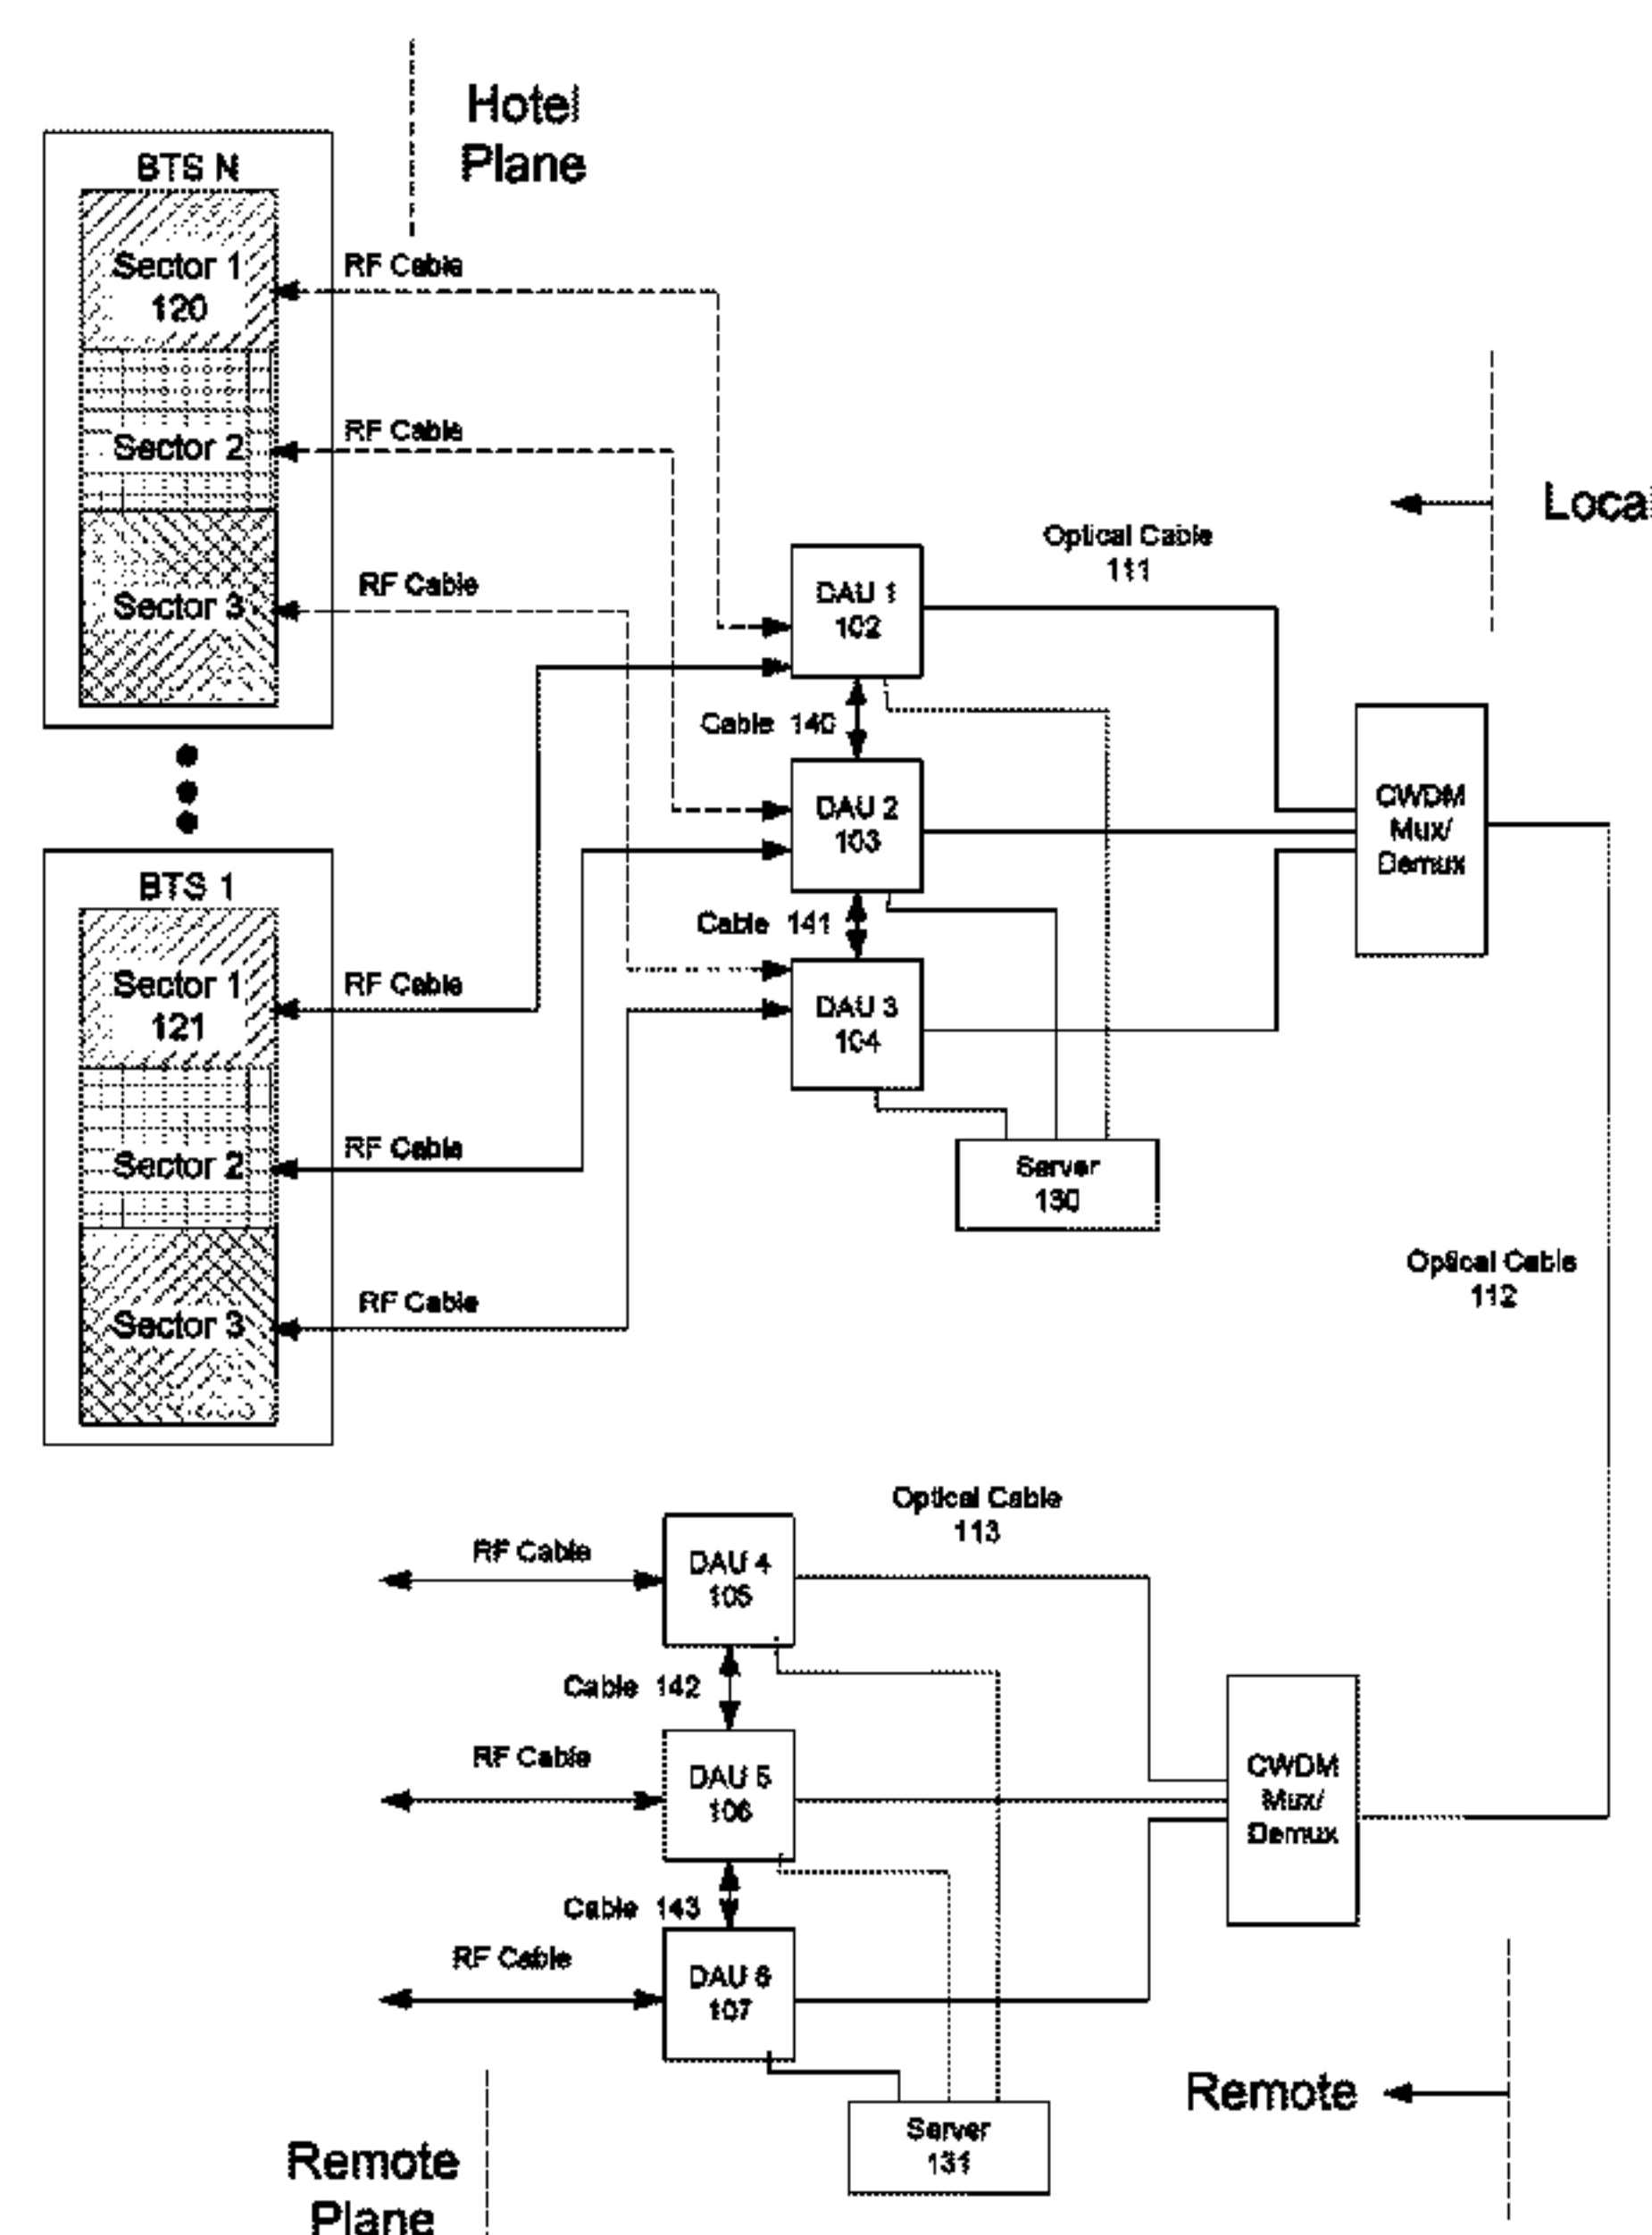 Hotel
Plane
BTS N
Sector 1
120
RF Cable
Sector 2
RF Cable
Sector 3
RF Cable
Local
Optical Cable
111
DAU 1
102
Cable 140
DAU 2
103
Cable 141
DAU 3
104
CWDM
Mux/
Demux
BTS 1
Sector 1
121
RF Cable
Sector 2
RF Cable
Sector 3
RF Cable
Server
130
Optical Cable
112
Optical Cable
113
RF Cable
DAU 4
105
Cable 142
RF Cable
DAU 5
106
Cable 143
RF Cable
DAU 6
107
CWDM
Mux/
Demux
Remote
Server
131
Remote
Plane